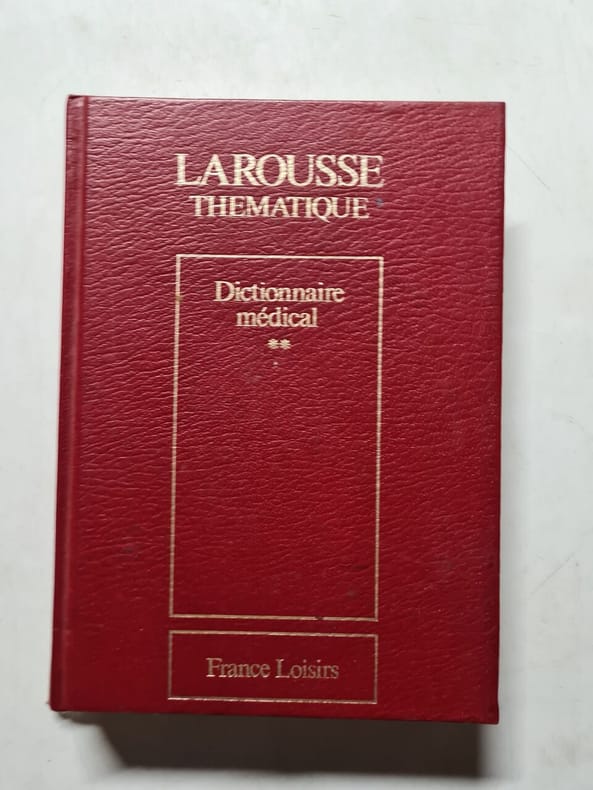 LAROUSSE
THEMATIQUE
Dictionnaire
médical
**
France Loisirs